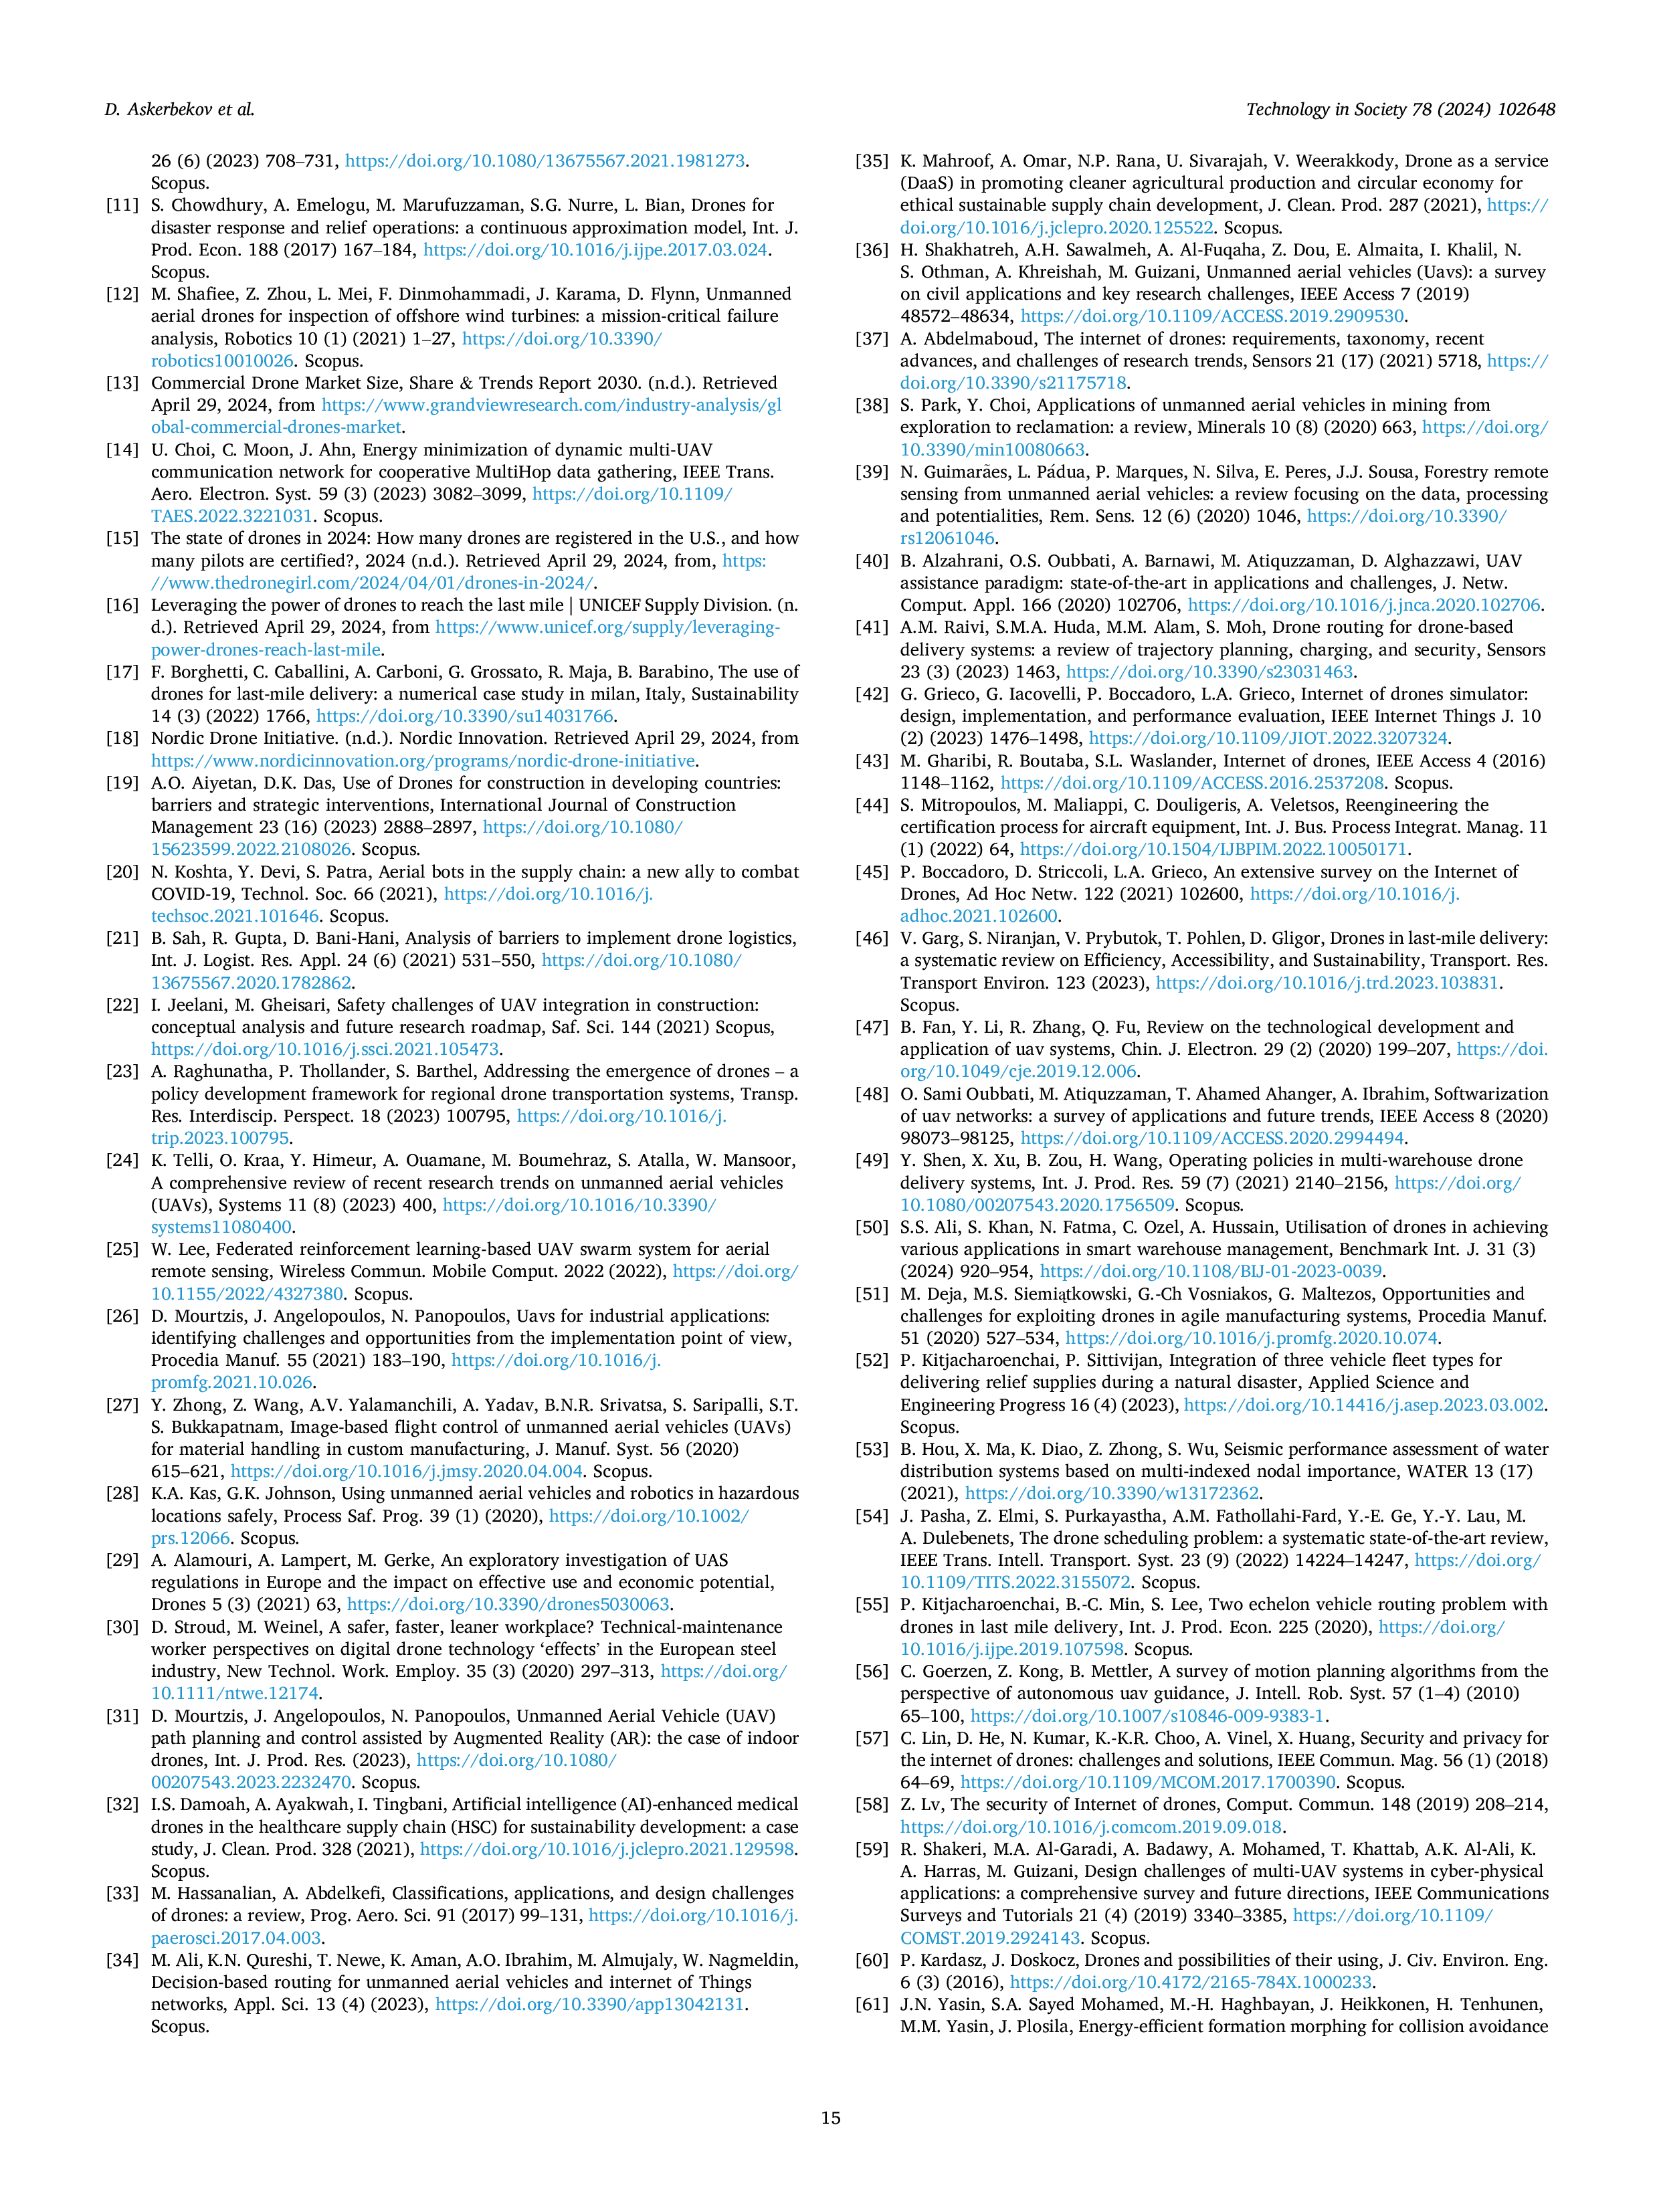 D. Askerbekov et al.
Technology in Society 78 (2024) 102648
26 (6) (2023) 708–731, https://doi.org/10.1080/13675567.2021.1981273.
Scopus.
[11] S. Chowdhury, A. Emelogu, M. Marufuzzaman, S.G. Nurre, L. Bian, Drones for
disaster response and relief operations: a continuous approximation model, Int. J.
Prod. Econ. 188 (2017) 167–184, https://doi.org/10.1016/j.ijpe.2017.03.024.
Scopus.
[12] M. Shafiee, Z. Zhou, L. Mei, F. Dinmohammadi, J. Karama, D. Flynn, Unmanned
aerial drones for inspection of offshore wind turbines: a mission-critical failure
analysis, Robotics 10 (1) (2021) 1–27, https://doi.org/10.3390/
robotics10010026. Scopus.
[13] Commercial Drone Market Size, Share & Trends Report 2030. (n.d.). Retrieved
April 29, 2024, from https://www.grandviewresearch.com/industry-analysis/gl
obal-commercial-drones-market.
[14] U. Choi, C. Moon, J. Ahn, Energy minimization of dynamic multi-UAV
communication network for cooperative MultiHop data gathering, IEEE Trans.
Aero. Electron. Syst. 59 (3) (2023) 3082–3099, https://doi.org/10.1109/
TAES.2022.3221031. Scopus.
[15] The state of drones in 2024: How many drones are registered in the U.S., and how
many pilots are certified?, 2024 (n.d.). Retrieved April 29, 2024, from, https:
//www.thedronegirl.com/2024/04/01/drones-in-2024/.
[16] Leveraging the power of drones to reach the last mile | UNICEF Supply Division. (n.
d.). Retrieved April 29, 2024, from https://www.unicef.org/supply/leveraging-
power-drones-reach-last-mile.
[17] F. Borghetti, C. Caballini, A. Carboni, G. Grossato, R. Maja, B. Barabino, The use of
drones for last-mile delivery: a numerical case study in milan, Italy, Sustainability
14 (3) (2022) 1766, https://doi.org/10.3390/su14031766.
[18] Nordic Drone Initiative. (n.d.). Nordic Innovation. Retrieved April 29, 2024, from
https://www.nordicinnovation.org/programs/nordic-drone-initiative.
[19] A.O. Aiyetan, D.K. Das, Use of Drones for construction in developing countries:
barriers and strategic interventions, International Journal of Construction
Management 23 (16) (2023) 2888–2897, https://doi.org/10.1080/
15623599.2022.2108026. Scopus.
[20] N. Koshta, Y. Devi, S. Patra, Aerial bots in the supply chain: a new ally to combat
COVID-19, Technol. Soc. 66 (2021), https://doi.org/10.1016/j.
techsoc.2021.101646. Scopus.
[21] B. Sah, R. Gupta, D. Bani-Hani, Analysis of barriers to implement drone logistics,
Int. J. Logist. Res. Appl. 24 (6) (2021) 531–550, https://doi.org/10.1080/
13675567.2020.1782862.
[22] I. Jeelani, M. Gheisari, Safety challenges of UAV integration in construction:
conceptual analysis and future research roadmap, Saf. Sci. 144 (2021) Scopus,
https://doi.org/10.1016/j.ssci.2021.105473.
[23] A. Raghunatha, P. Thollander, S. Barthel, Addressing the emergence of drones – a
policy development framework for regional drone transportation systems, Transp.
Res. Interdiscip. Perspect. 18 (2023) 100795, https://doi.org/10.1016/j.
trip.2023.100795.
[24] K. Telli, O. Kraa, Y. Himeur, A. Ouamane, M. Boumehraz, S. Atalla, W. Mansoor,
A comprehensive review of recent research trends on unmanned aerial vehicles
(UAVs), Systems 11 (8) (2023) 400, https://doi.org/10.1016/10.3390/
systems11080400.
[25] W. Lee, Federated reinforcement learning-based UAV swarm system for aerial
remote sensing, Wireless Commun. Mobile Comput. 2022 (2022), https://doi.org/
10.1155/2022/4327380. Scopus.
[26] D. Mourtzis, J. Angelopoulos, N. Panopoulos, Uavs for industrial applications:
identifying challenges and opportunities from the implementation point of view,
Procedia Manuf. 55 (2021) 183–190, https://doi.org/10.1016/j.
promfg.2021.10.026.
[27] Y. Zhong, Z. Wang, A.V. Yalamanchili, A. Yadav, B.N.R. Srivatsa, S. Saripalli, S.T.
S. Bukkapatnam, Image-based flight control of unmanned aerial vehicles (UAVs)
for material handling in custom manufacturing, J. Manuf. Syst. 56 (2020)
615–621, https://doi.org/10.1016/j.jmsy.2020.04.004. Scopus.
[28] K.A. Kas, G.K. Johnson, Using unmanned aerial vehicles and robotics in hazardous
locations safely, Process Saf. Prog. 39 (1) (2020), https://doi.org/10.1002/
prs.12066. Scopus.
[29] A. Alamouri, A. Lampert, M. Gerke, An exploratory investigation of UAS
regulations in Europe and the impact on effective use and economic potential,
Drones 5 (3) (2021) 63, https://doi.org/10.3390/drones5030063.
[30] D. Stroud, M. Weinel, A safer, faster, leaner workplace? Technical-maintenance
worker perspectives on digital drone technology ‘effects’ in the European steel
industry, New Technol. Work. Employ. 35 (3) (2020) 297–313, https://doi.org/
10.1111/ntwe.12174.
[31] D. Mourtzis, J. Angelopoulos, N. Panopoulos, Unmanned Aerial Vehicle (UAV)
path planning and control assisted by Augmented Reality (AR): the case of indoor
drones, Int. J. Prod. Res. (2023), https://doi.org/10.1080/
00207543.2023.2232470. Scopus.
[32] I.S. Damoah, A. Ayakwah, I. Tingbani, Artificial intelligence (AI)-enhanced medical
drones in the healthcare supply chain (HSC) for sustainability development: a case
study, J. Clean. Prod. 328 (2021), https://doi.org/10.1016/j.jclepro.2021.129598.
Scopus.
[33] M. Hassanalian, A. Abdelkefi, Classifications, applications, and design challenges
of drones: a review, Prog. Aero. Sci. 91 (2017) 99–131, https://doi.org/10.1016/j.
paerosci.2017.04.003.
[34] M. Ali, K.N. Qureshi, T. Newe, K. Aman, A.O. Ibrahim, M. Almujaly, W. Nagmeldin,
Decision-based routing for unmanned aerial vehicles and internet of Things
networks, Appl. Sci. 13 (4) (2023), https://doi.org/10.3390/app13042131.
Scopus.
[35] K. Mahroof, A. Omar, N.P. Rana, U. Sivarajah, V. Weerakkody, Drone as a service
(DaaS) in promoting cleaner agricultural production and circular economy for
ethical sustainable supply chain development, J. Clean. Prod. 287 (2021), https://
doi.org/10.1016/j.jclepro.2020.125522. Scopus.
[36] H. Shakhatreh, A.H. Sawalmeh, A. Al-Fuqaha, Z. Dou, E. Almaita, I. Khalil, N.
S. Othman, A. Khreishah, M. Guizani, Unmanned aerial vehicles (Uavs): a survey
on civil applications and key research challenges, IEEE Access 7 (2019)
48572–48634, https://doi.org/10.1109/ACCESS.2019.2909530.
[37] A. Abdelmaboud, The internet of drones: requirements, taxonomy, recent
advances, and challenges of research trends, Sensors 21 (17) (2021) 5718, https://
doi.org/10.3390/s21175718.
[38] S. Park, Y. Choi, Applications of unmanned aerial vehicles in mining from
exploration to reclamation: a review, Minerals 10 (8) (2020) 663, https://doi.org/
10.3390/min10080663.
[39] N. Guimarães, L. Pádua, P. Marques, N. Silva, E. Peres, J.J. Sousa, Forestry remote
sensing from unmanned aerial vehicles: a review focusing on the data, processing
and potentialities, Rem. Sens. 12 (6) (2020) 1046, https://doi.org/10.3390/
rs12061046.
[40] B. Alzahrani, O.S. Oubbati, A. Barnawi, M. Atiquzzaman, D. Alghazzawi, UAV
assistance paradigm: state-of-the-art in applications and challenges, J. Netw.
Comput. Appl. 166 (2020) 102706, https://doi.org/10.1016/j.jnca.2020.102706.
[41] A.M. Raivi, S.M.A. Huda, M.M. Alam, S. Moh, Drone routing for drone-based
delivery systems: a review of trajectory planning, charging, and security, Sensors
23 (3) (2023) 1463, https://doi.org/10.3390/s23031463.
[42] G. Grieco, G. Iacovelli, P. Boccadoro, L.A. Grieco, Internet of drones simulator:
design, implementation, and performance evaluation, IEEE Internet Things J. 10
(2) (2023) 1476–1498, https://doi.org/10.1109/JIOT.2022.3207324.
[43] M. Gharibi, R. Boutaba, S.L. Waslander, Internet of drones, IEEE Access 4 (2016)
1148–1162, https://doi.org/10.1109/ACCESS.2016.2537208. Scopus.
[44] S. Mitropoulos, M. Maliappi, C. Douligeris, A. Veletsos, Reengineering the
certification process for aircraft equipment, Int. J. Bus. Process Integrat. Manag. 11
(1) (2022) 64, https://doi.org/10.1504/IJBPIM.2022.10050171.
[45] P. Boccadoro, D. Striccoli, L.A. Grieco, An extensive survey on the Internet of
Drones, Ad Hoc Netw. 122 (2021) 102600, https://doi.org/10.1016/j.
adhoc.2021.102600.
[46] V. Garg, S. Niranjan, V. Prybutok, T. Pohlen, D. Gligor, Drones in last-mile delivery:
a systematic review on Efficiency, Accessibility, and Sustainability, Transport. Res.
Transport Environ. 123 (2023), https://doi.org/10.1016/j.trd.2023.103831.
Scopus.
[47] B. Fan, Y. Li, R. Zhang, Q. Fu, Review on the technological development and
application of uav systems, Chin. J. Electron. 29 (2) (2020) 199–207, https://doi.
org/10.1049/cje.2019.12.006.
[48] O. Sami Oubbati, M. Atiquzzaman, T. Ahamed Ahanger, A. Ibrahim, Softwarization
of uav networks: a survey of applications and future trends, IEEE Access 8 (2020)
98073–98125, https://doi.org/10.1109/ACCESS.2020.2994494.
[49] Y. Shen, X. Xu, B. Zou, H. Wang, Operating policies in multi-warehouse drone
delivery systems, Int. J. Prod. Res. 59 (7) (2021) 2140–2156, https://doi.org/
10.1080/00207543.2020.1756509. Scopus.
[50] S.S. Ali, S. Khan, N. Fatma, C. Ozel, A. Hussain, Utilisation of drones in achieving
various applications in smart warehouse management, Benchmark Int. J. 31 (3)
(2024) 920–954, https://doi.org/10.1108/BIJ-01-2023-0039.
[51] M. Deja, M.S. Siemiątkowski, G.-Ch Vosniakos, G. Maltezos, Opportunities and
challenges for exploiting drones in agile manufacturing systems, Procedia Manuf.
51 (2020) 527–534, https://doi.org/10.1016/j.promfg.2020.10.074.
[52] P. Kitjacharoenchai, P. Sittivijan, Integration of three vehicle fleet types for
delivering relief supplies during a natural disaster, Applied Science and
Engineering Progress 16 (4) (2023), https://doi.org/10.14416/j.asep.2023.03.002.
Scopus.
[53] B. Hou, X. Ma, K. Diao, Z. Zhong, S. Wu, Seismic performance assessment of water
distribution systems based on multi-indexed nodal importance, WATER 13 (17)
(2021), https://doi.org/10.3390/w13172362.
[54] J. Pasha, Z. Elmi, S. Purkayastha, A.M. Fathollahi-Fard, Y.-E. Ge, Y.-Y. Lau, M.
A. Dulebenets, The drone scheduling problem: a systematic state-of-the-art review,
IEEE Trans. Intell. Transport. Syst. 23 (9) (2022) 14224–14247, https://doi.org/
10.1109/TITS.2022.3155072. Scopus.
[55] P. Kitjacharoenchai, B.-C. Min, S. Lee, Two echelon vehicle routing problem with
drones in last mile delivery, Int. J. Prod. Econ. 225 (2020), https://doi.org/
10.1016/j.ijpe.2019.107598. Scopus.
[56] C. Goerzen, Z. Kong, B. Mettler, A survey of motion planning algorithms from the
perspective of autonomous uav guidance, J. Intell. Rob. Syst. 57 (1–4) (2010)
65–100, https://doi.org/10.1007/s10846-009-9383-1.
[57] C. Lin, D. He, N. Kumar, K.-K.R. Choo, A. Vinel, X. Huang, Security and privacy for
the internet of drones: challenges and solutions, IEEE Commun. Mag. 56 (1) (2018)
64–69, https://doi.org/10.1109/MCOM.2017.1700390. Scopus.
[58] Z. Lv, The security of Internet of drones, Comput. Commun. 148 (2019) 208–214,
https://doi.org/10.1016/j.comcom.2019.09.018.
[59] R. Shakeri, M.A. Al-Garadi, A. Badawy, A. Mohamed, T. Khattab, A.K. Al-Ali, K.
A. Harras, M. Guizani, Design challenges of multi-UAV systems in cyber-physical
applications: a comprehensive survey and future directions, IEEE Communications
Surveys and Tutorials 21 (4) (2019) 3340–3385, https://doi.org/10.1109/
COMST.2019.2924143. Scopus.
[60] P. Kardasz, J. Doskocz, Drones and possibilities of their using, J. Civ. Environ. Eng.
6 (3) (2016), https://doi.org/10.4172/2165-784X.1000233.
[61] J.N. Yasin, S.A. Sayed Mohamed, M.-H. Haghbayan, J. Heikkonen, H. Tenhunen,
M.M. Yasin, J. Plosila, Energy-efficient formation morphing for collision avoidance
15